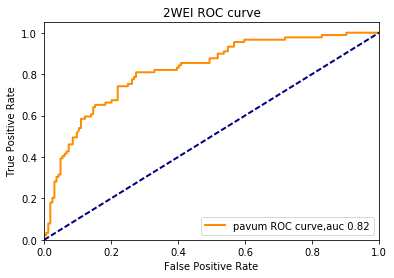 2WEI ROC curve
True Positive Rate
1.0
0.8
0.6
0.4
0.2
0.0
pavum ROC curve,auc 0.82
0.0 0.2 0.4 0.6 0.8 1.0
False Positive Rate